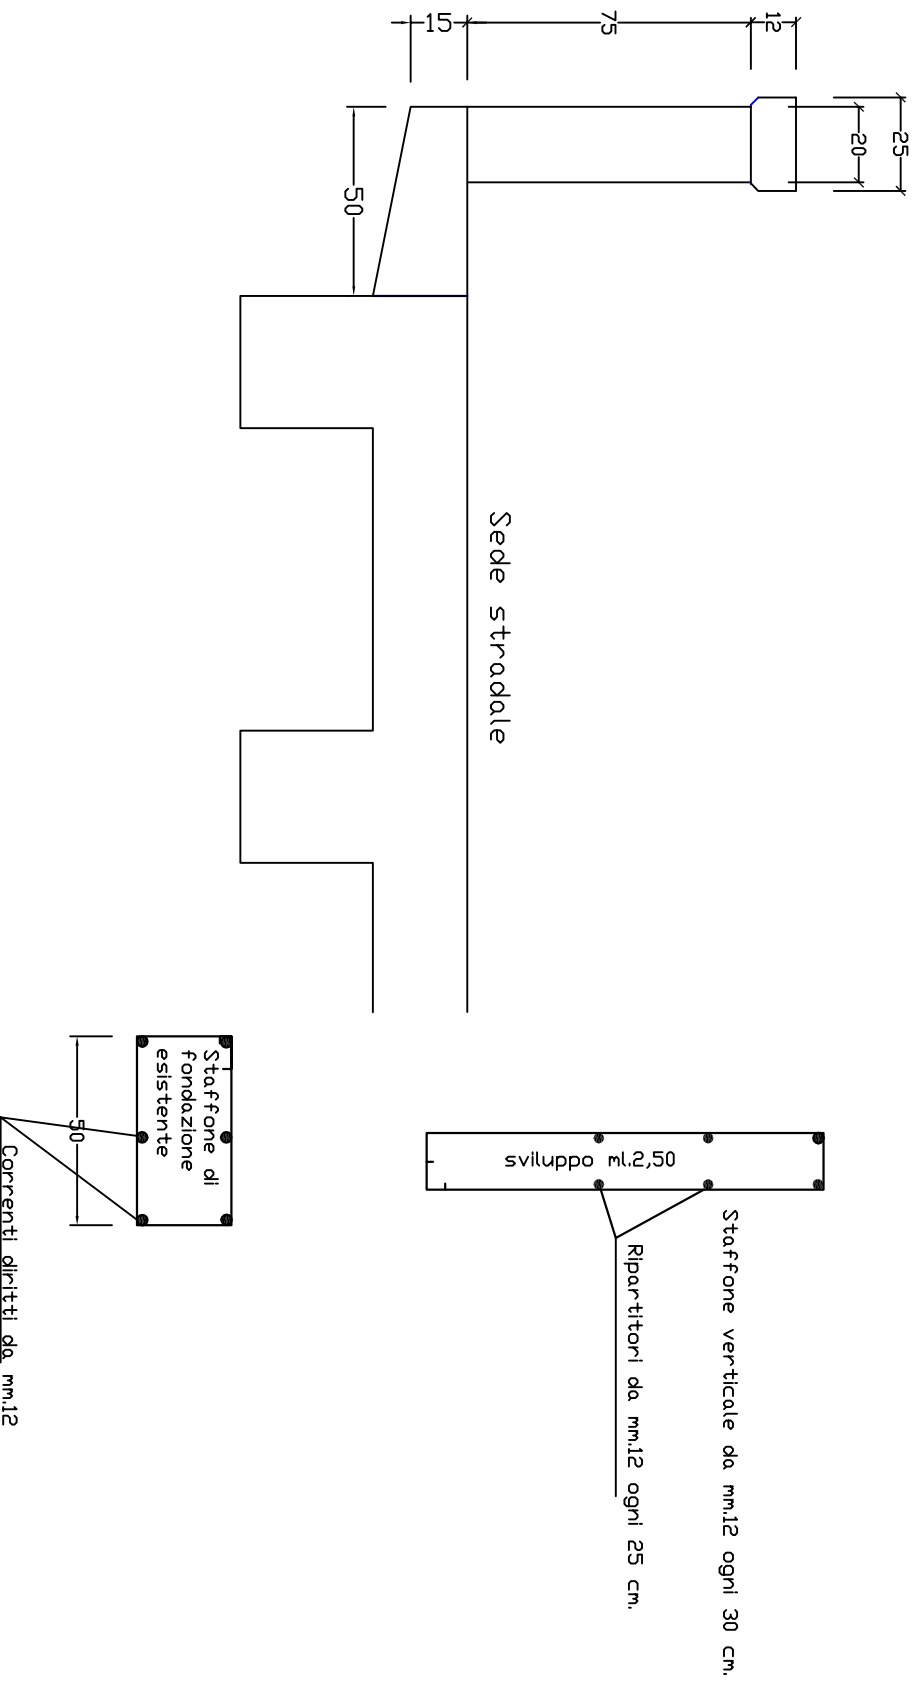 25
20
12
75
15
50
Sede stradale
Staffone verticale da mm.12 ogni 30 cm.
Ripartitori da mm.12 ogni 25 cm.
sviluppo ml.2,50
Staffone di
fondazione
esistente
50
Correnti diritti da mm.12